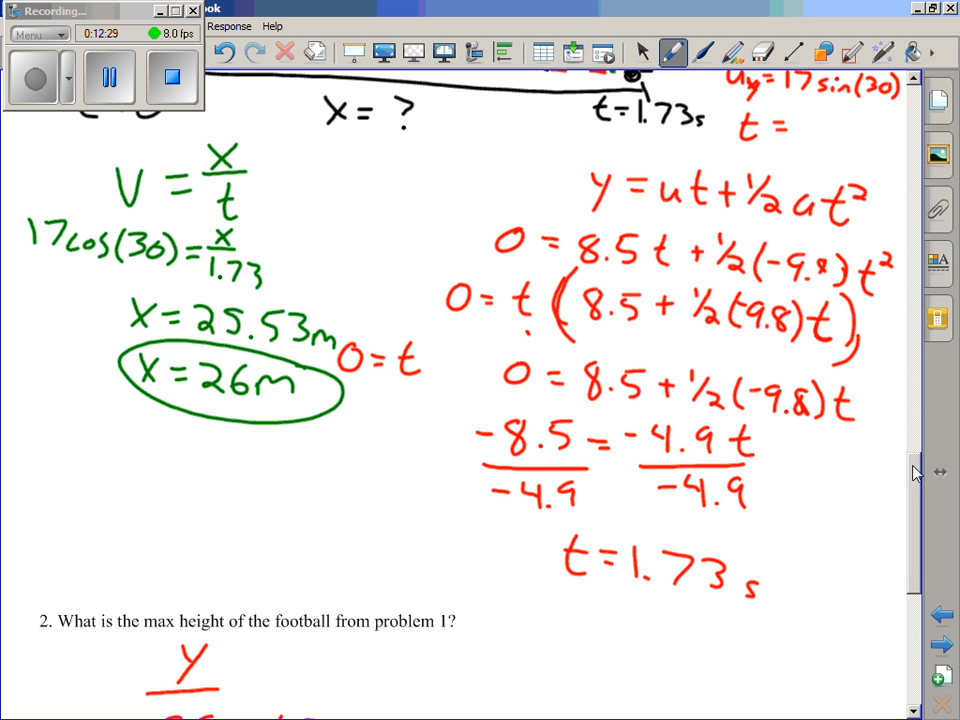 Recording...
ook
Menu
0:12:29
8.0 fps
Response Help
x = ?
t=1.73s
uy = 17 sin(30)
t =
V = x/t
17cos(30) = x/1.73
x = 25.53m
x = 26m
y = ut + 1/2 at²
0 = 8.5t + 1/2(-9.8)t²
0 = t (8.5 + 1/2(-9.8)t)
0 = t
0 = 8.5 + 1/2(-9.8)t
-8.5 = -4.9t
-4.9 -4.9
t = 1.73 s
2. What is the max height of the football from problem 1?
y